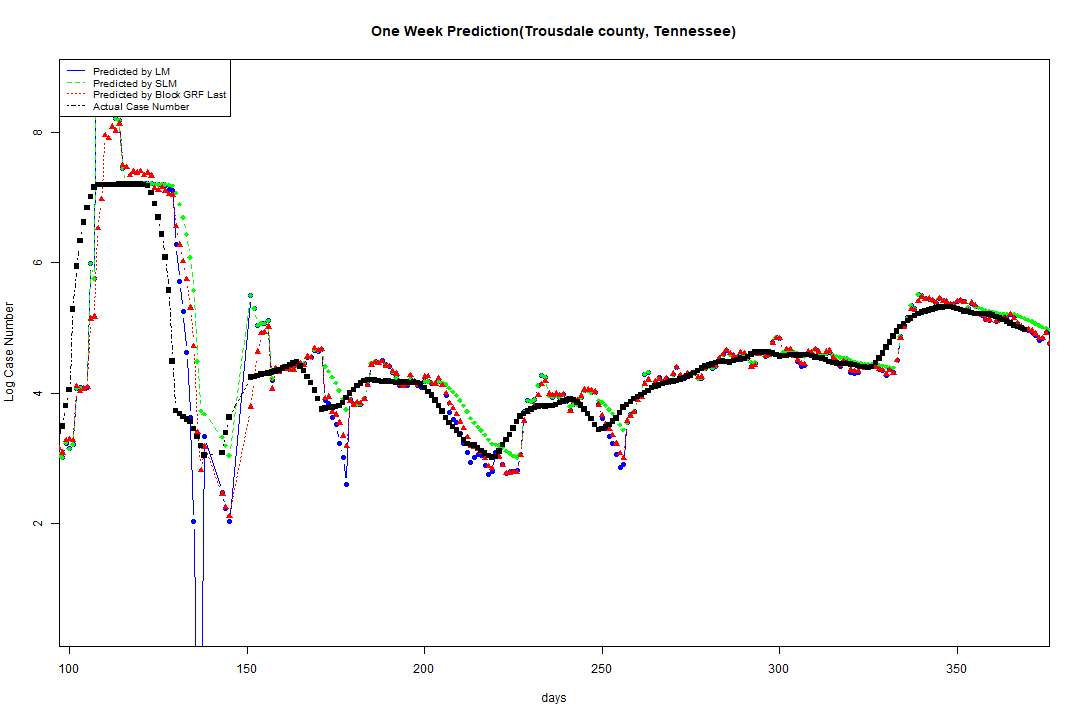 One Week Prediction(Trousdale county, Tennessee)
Predicted by LM
Predicted by SLM
Predicted by Block GRF Last
Actual Case Number
8
6
4
2
Log Case Number
100 150 200 250 300 350
days